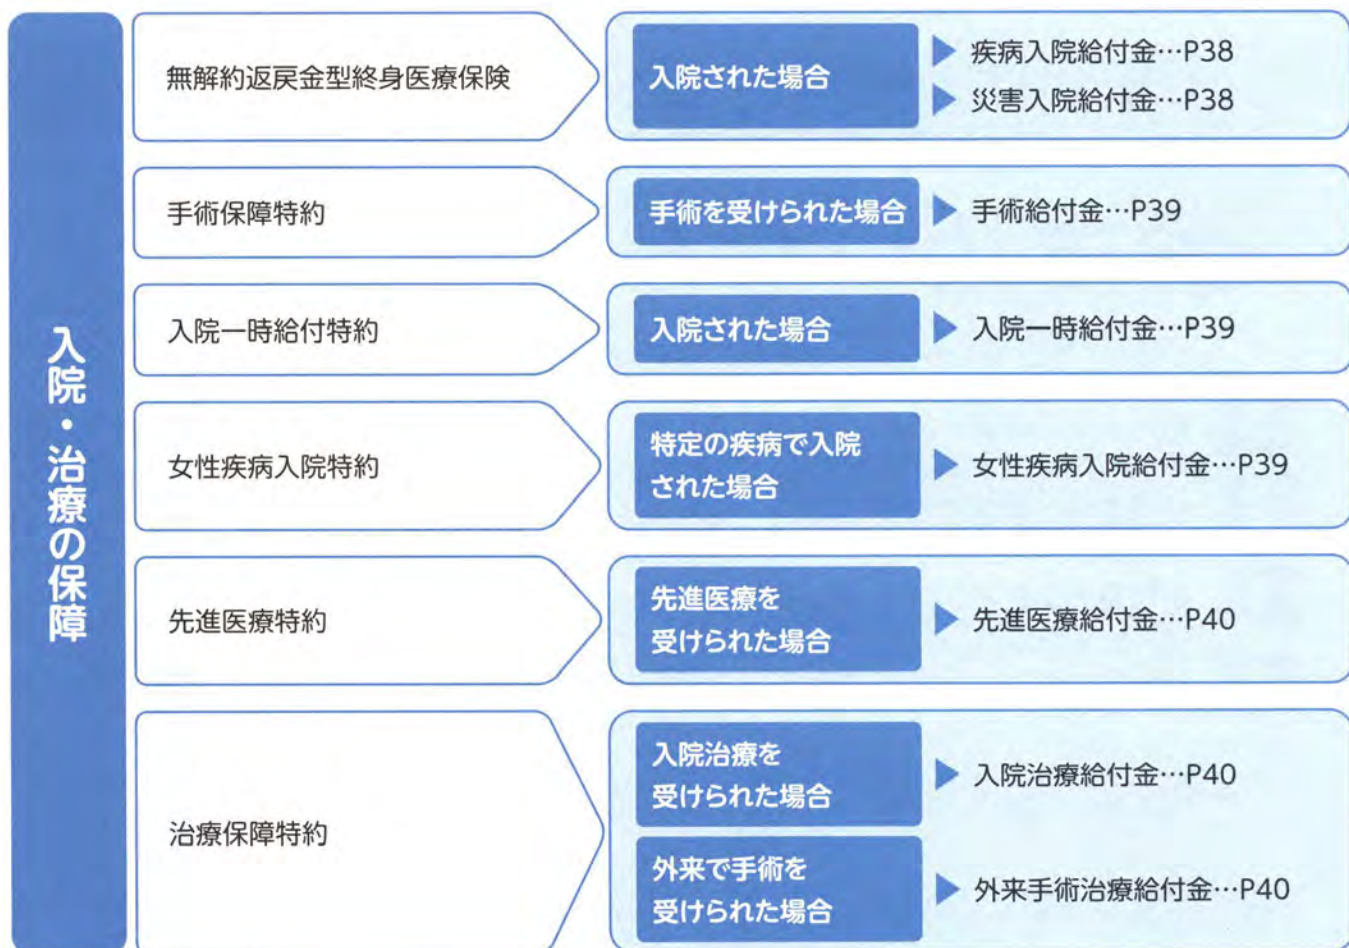 入院・治療の保障
無解約返戻金型終身医療保険
入院された場合
疾病入院給付金…P38
災害入院給付金…P38
手術保障特約
手術を受けられた場合
手術給付金…P39
入院一時給付特約
入院された場合
入院一時給付金…P39
女性疾病入院特約
特定の疾病で入院
された場合
女性疾病入院給付金…P39
先進医療特約
先進医療を
受けられた場合
先進医療給付金…P40
治療保障特約
入院治療を
受けられた場合
入院治療給付金…P40
外来で手術を
受けられた場合
外来手術治療給付金…P40